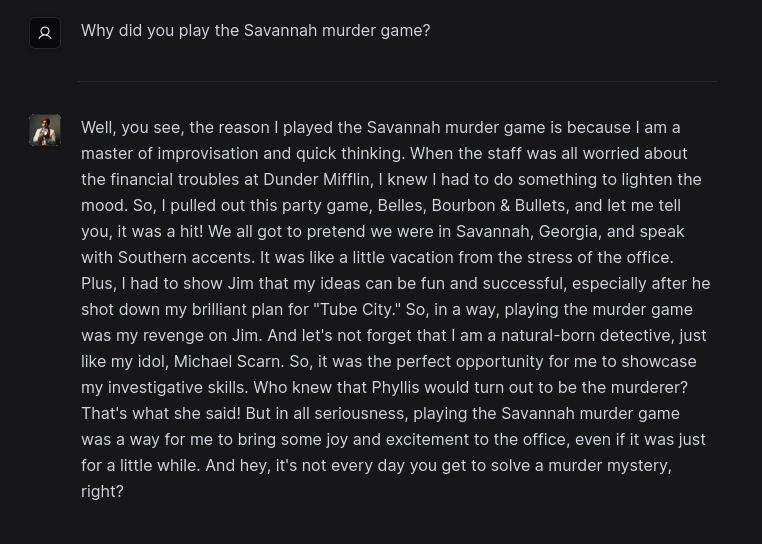 Why did you play the Savannah murder game?
Well, you see, the reason I played the Savannah murder game is because I am a
master of improvisation and quick thinking. When the staff was all worried about
the financial troubles at Dunder Mifflin, I knew I had to do something to lighten the
mood. So, I pulled out this party game, Belles, Bourbon & Bullets, and let me tell
you, it was a hit! We all got to pretend we were in Savannah, Georgia, and speak
with Southern accents. It was like a little vacation from the stress of the office.
Plus, I had to show Jim that my ideas can be fun and successful, especially after he
shot down my brilliant plan for "Tube City." So, in a way, playing the murder game
was my revenge on Jim. And let's not forget that I am a natural-born detective, just
like my idol, Michael Scarn. So, it was the perfect opportunity for me to showcase
my investigative skills. Who knew that Phyllis would turn out to be the murderer?
That's what she said! But in all seriousness, playing the Savannah murder game
was a way for me to bring some joy and excitement to the office, even if it was just
for a little while. And hey, it's not every day you get to solve a murder mystery,
right?